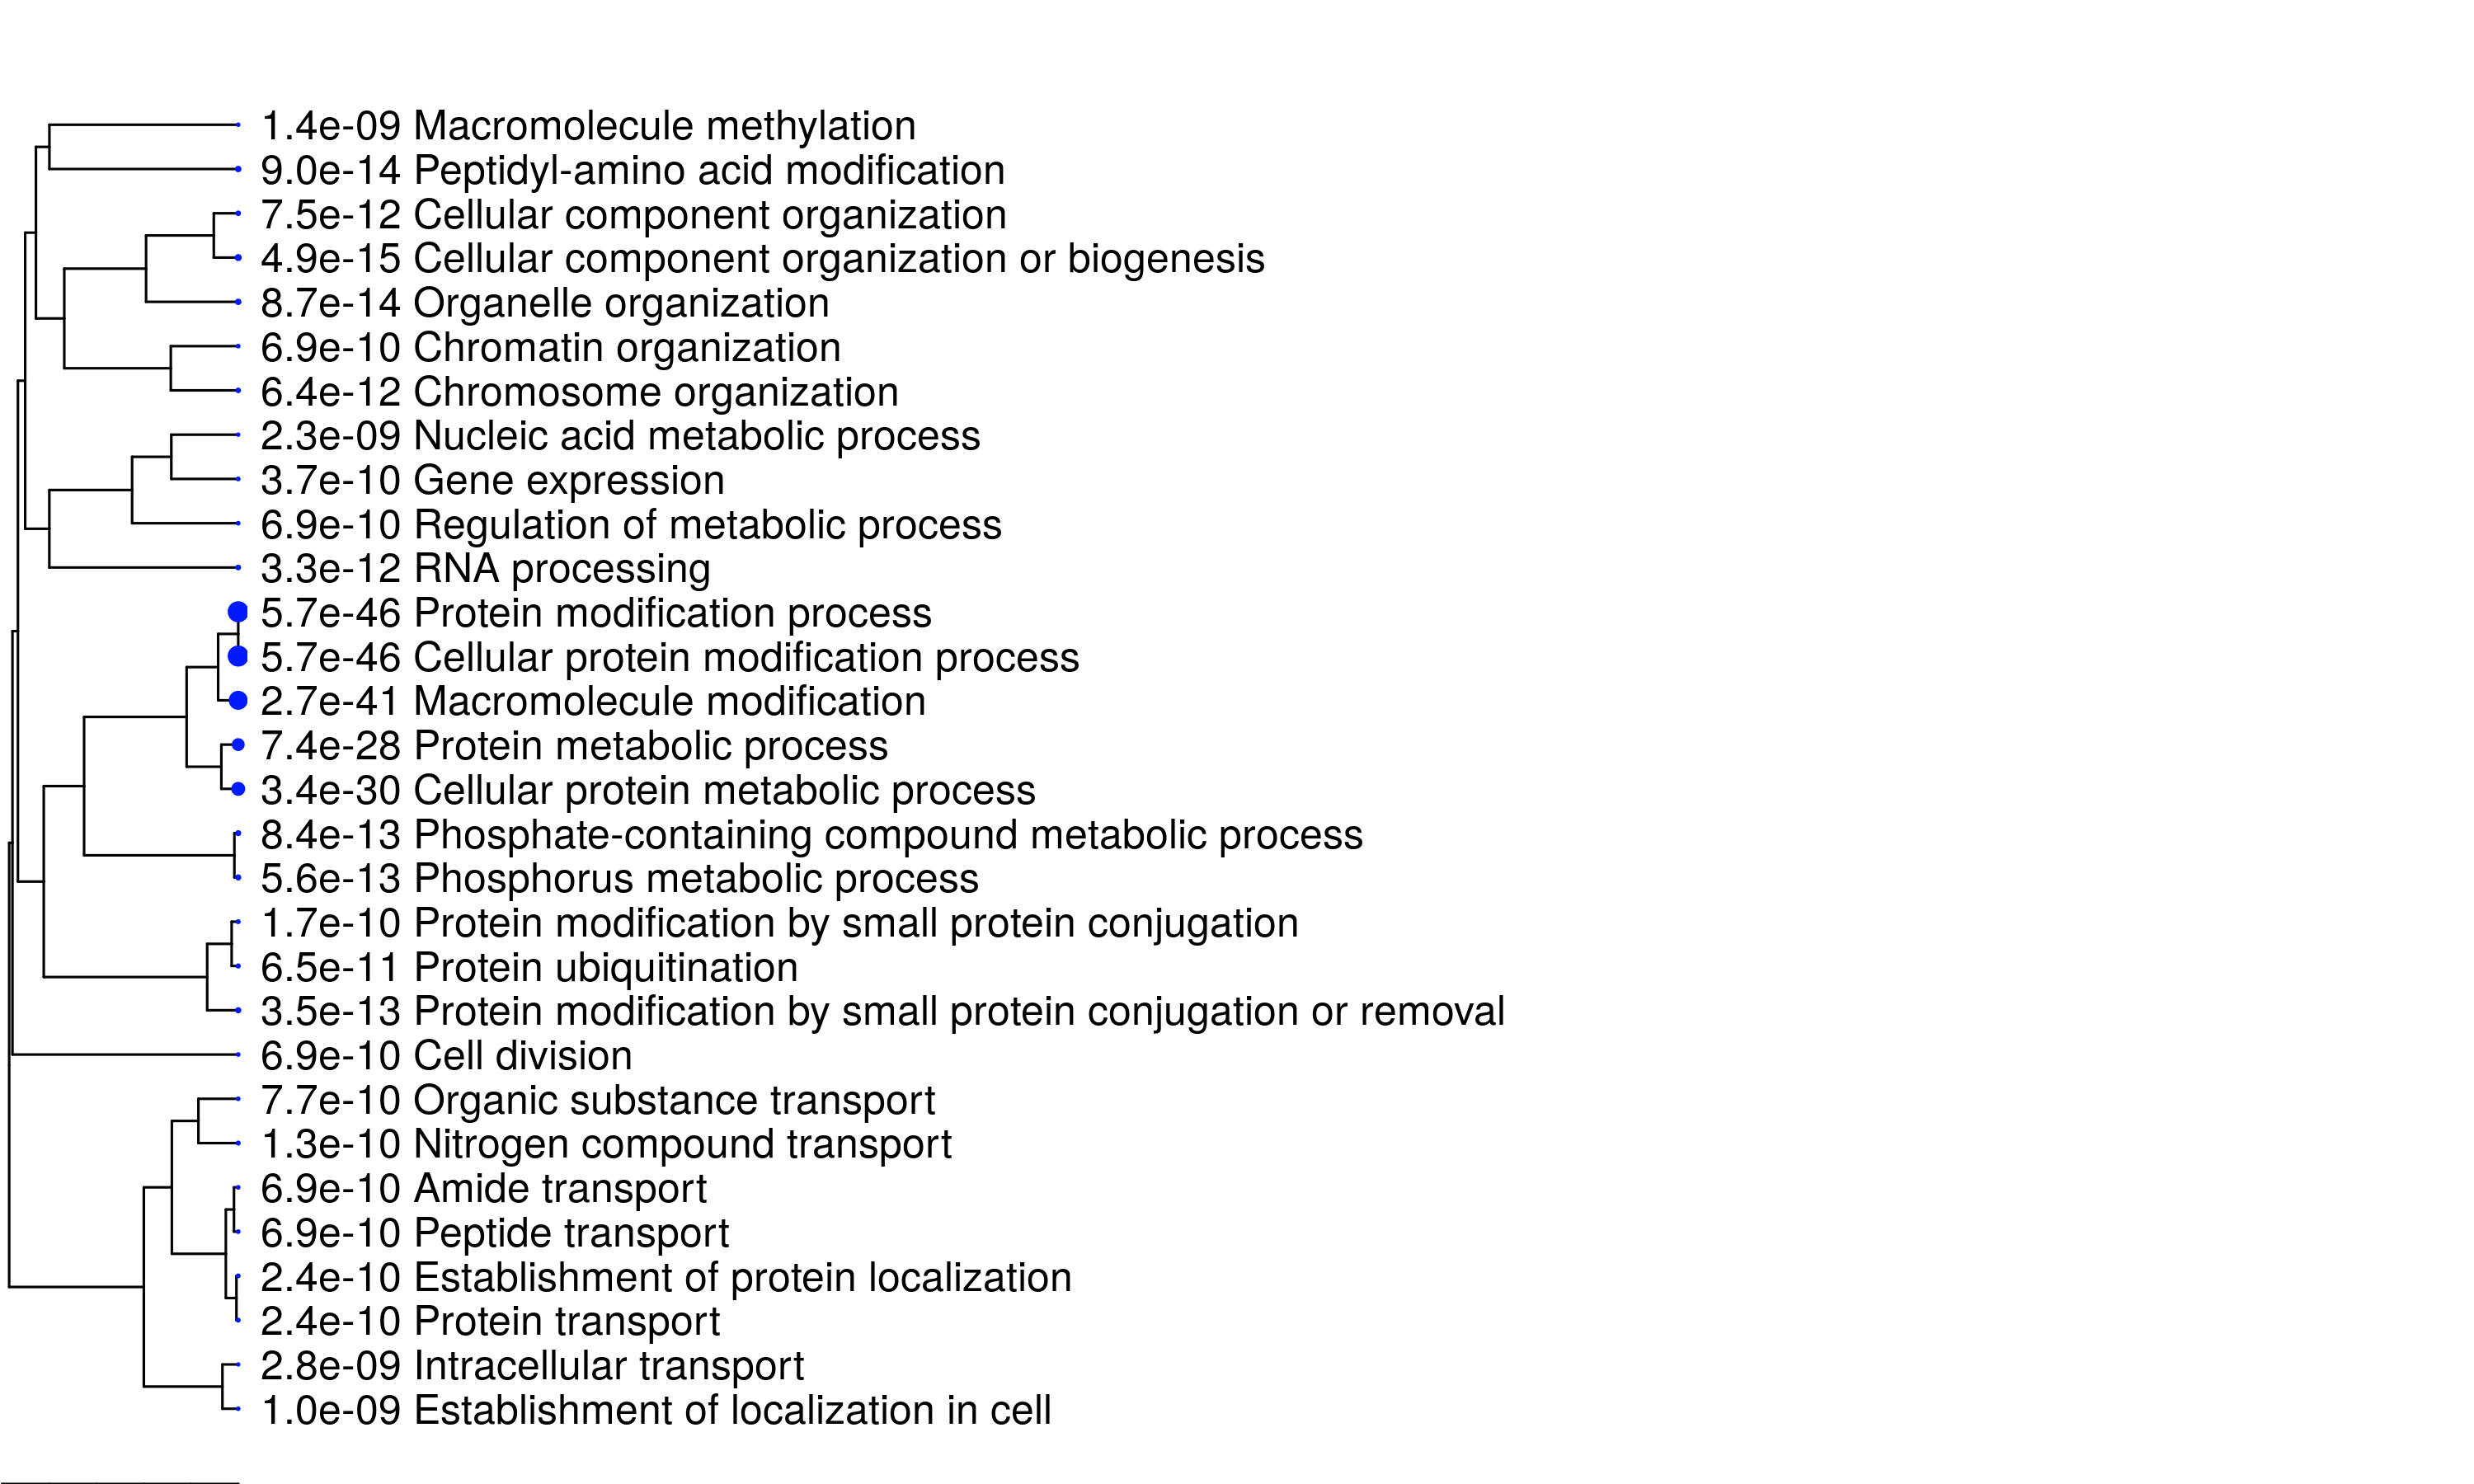 1.4e-09 Macromolecule methylation
9.0e-14 Peptidyl-amino acid modification
7.5e-12 Cellular component organization
4.9e-15 Cellular component organization or biogenesis
8.7e-14 Organelle organization
6.9e-10 Chromatin organization
6.4e-12 Chromosome organization
2.3e-09 Nucleic acid metabolic process
3.7e-10 Gene expression
6.9e-10 Regulation of metabolic process
3.3e-12 RNA processing
5.7e-46 Protein modification process
5.7e-46 Cellular protein modification process
2.7e-41 Macromolecule modification
7.4e-28 Protein metabolic process
3.4e-30 Cellular protein metabolic process
8.4e-13 Phosphate-containing compound metabolic process
5.6e-13 Phosphorus metabolic process
1.7e-10 Protein modification by small protein conjugation
6.5e-11 Protein ubiquitination
3.5e-13 Protein modification by small protein conjugation or removal
6.9e-10 Cell division
7.7e-10 Organic substance transport
1.3e-10 Nitrogen compound transport
6.9e-10 Amide transport
6.9e-10 Peptide transport
2.4e-10 Establishment of protein localization
2.4e-10 Protein transport
2.8e-09 Intracellular transport
1.0e-09 Establishment of localization in cell